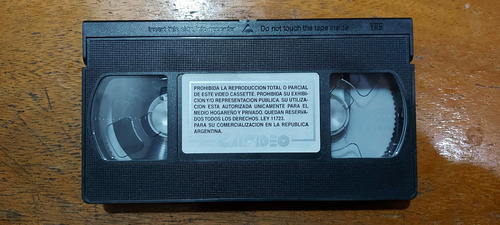 Insert this side into recorder Do not touch the tape inside VHS
PROHIBIDA LA REPRODUCCION TOTAL O PARCIAL
DE ESTE VIDEO CASSETTE. PROHIBIDA SU EXHIBI-
CION Y/O REPRESENTACION PUBLICA. SU UTILIZA-
CION ESTA AUTORIZADA UNICAMENTE PARA EL
MEDIO HOGAREÑO Y PRIVADO. QUEDAN RESERVA-
DOS TODOS LOS DERECHOS. LEY 11723.
PARA SU COMERCIALIZACION EN LA REPUBLICA
ARGENTINA.